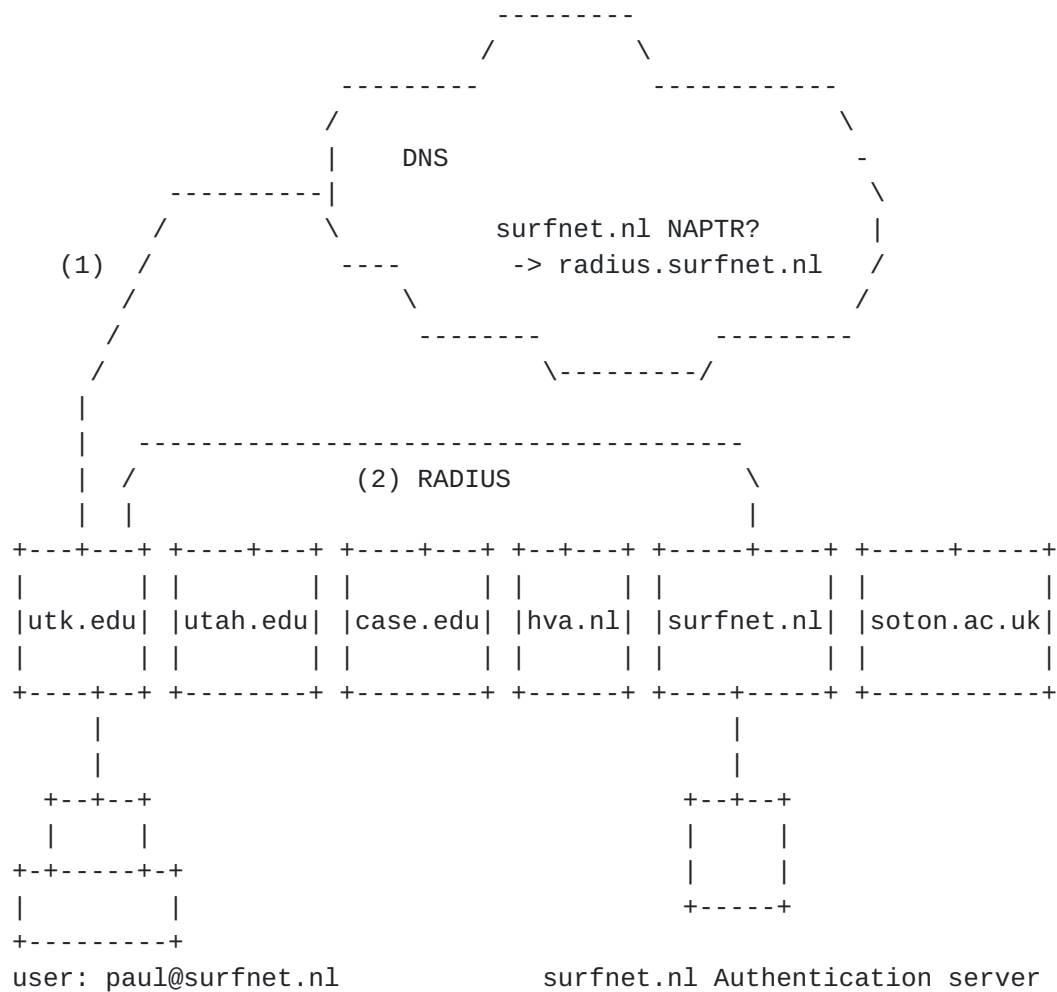 DNS
surfnet.nl NAPTR?
(1) -> radius.surfnet.nl
(2) RADIUS
utk.edu utah.edu case.edu hva.nl surfnet.nl soton.ac.uk
user: paul@surfnet.nl surfnet.nl Authentication server